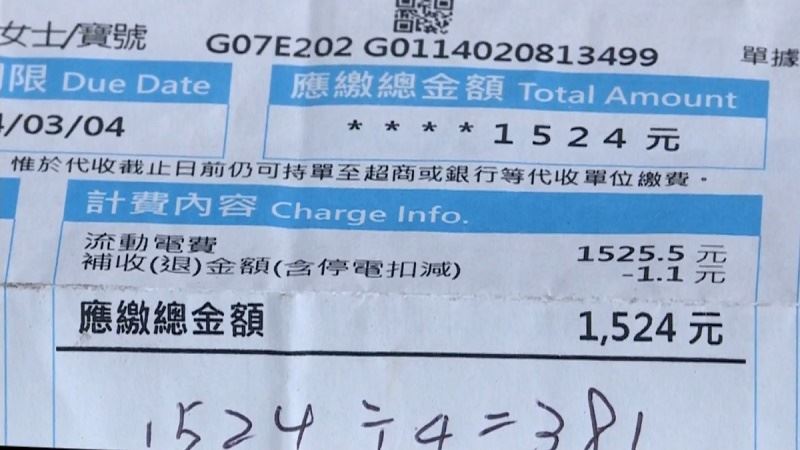 女士/寶號 G07E202 G0114020813499 單據
限 Due Date
應繳總金額 Total Amount
/03/04
****1524元
惟於代收截止日前仍可持單至超商或銀行等代收單位繳費。
計費內容 Charge Info.
流動電費 1525.5 元
補收(退)金額(含停電扣減) -1.1 元
應繳總金額 1,524 元
1524÷4=381